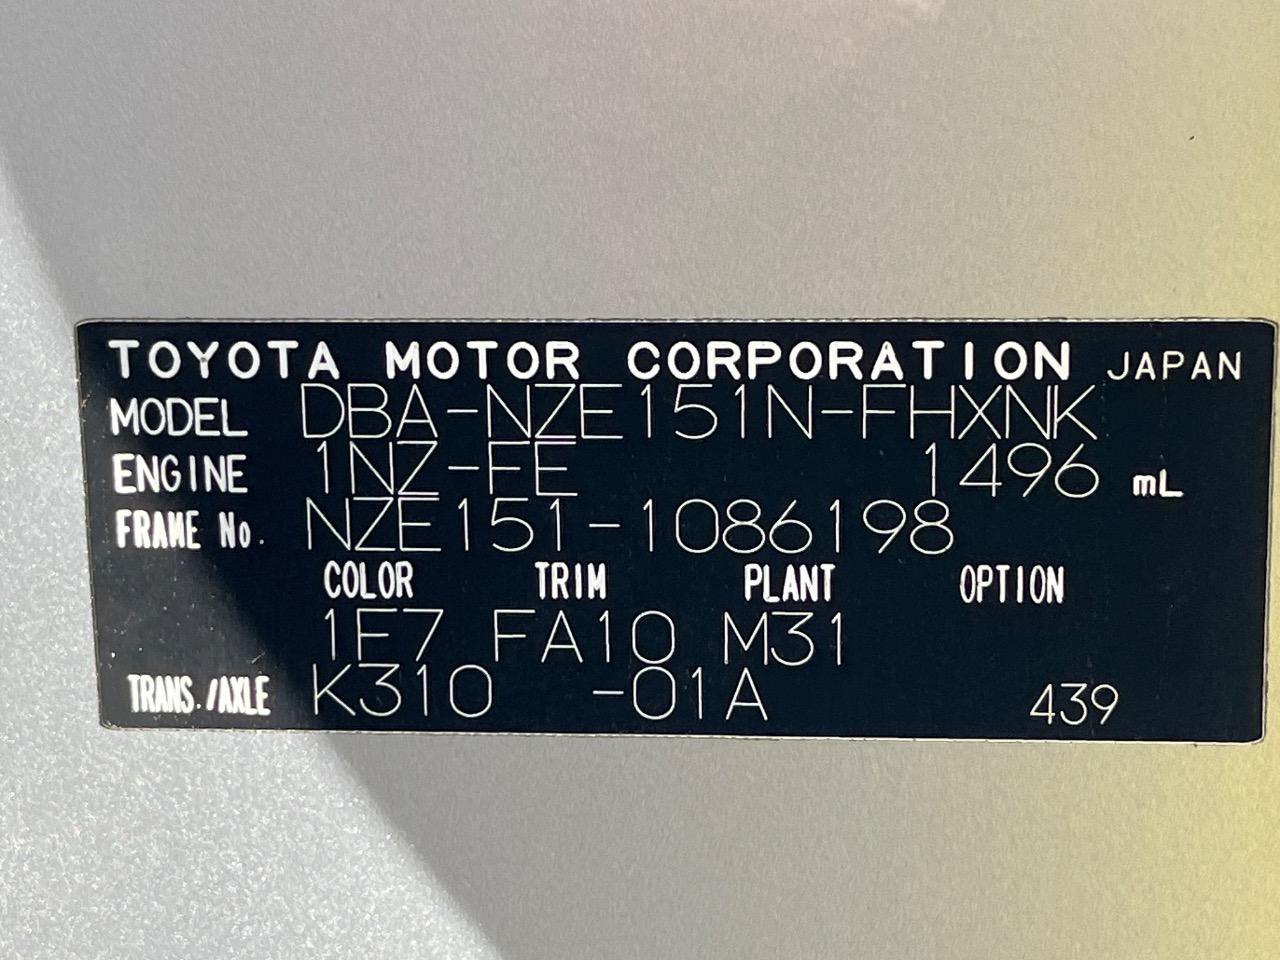 TOYOTA MOTOR CORPORATION JAPAN
MODEL DBA-NZE151N-FHXNK
ENGINE 1NZ-FE 1496 mL
FRAME No. NZE151-1086198
COLOR TRIM PLANT OPTION
1F7 FA10 M31
TRANS./AXLE K310 -01A 439